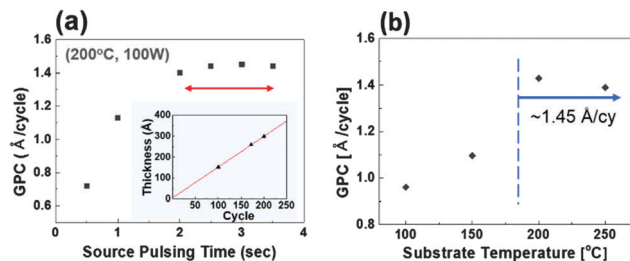 (a)
(200°C, 100W)
GPC ( Å /cycle)
1.6
1.4
1.2
1.0
0.8
0.6
0 1 2 3 4
Source Pulsing Time (sec)
Thickness (Å)
400
300
200
100
0
50 100 150 200 250
Cycle
(b)
GPC [ Å /cycle]
1.6
1.4
1.2
1.0
0.8
100 150 200 250
Substrate Temperature [°C]
~1.45 Å/cy